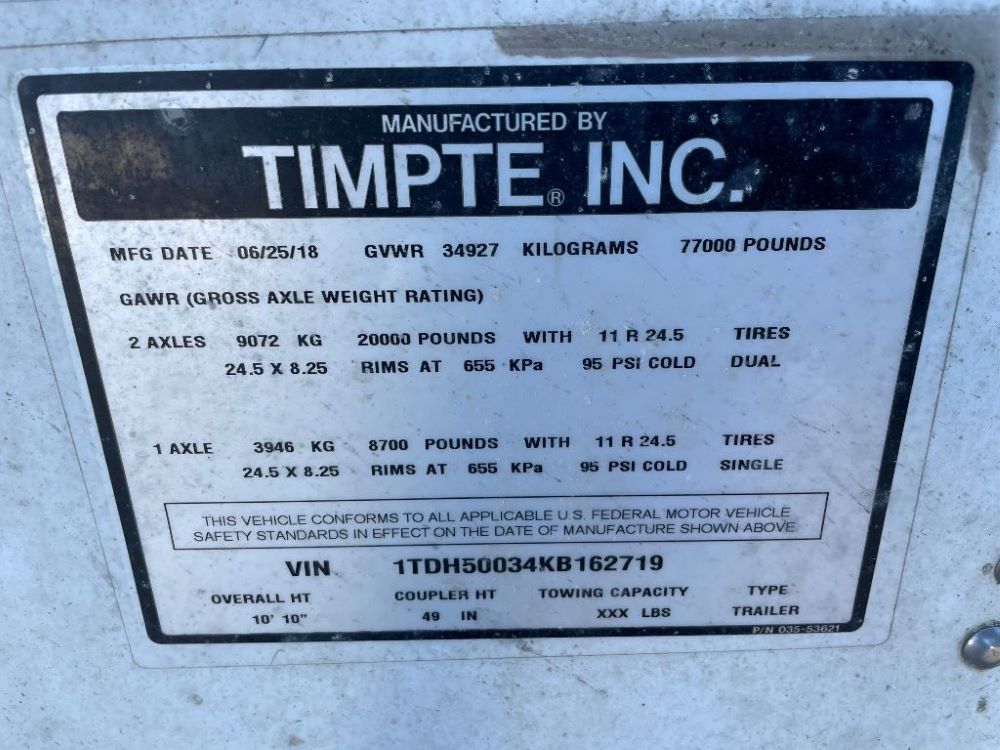 MANUFACTURED BY
TIMPTE® INC.
MFG DATE 06/25/18 GVWR 34927 KILOGRAMS 77000 POUNDS
GAWR (GROSS AXLE WEIGHT RATING)
2 AXLES 9072 KG 20000 POUNDS WITH 11 R 24.5 TIRES
24.5 X 8.25 RIMS AT 655 KPa 95 PSI COLD DUAL
1 AXLE 3946 KG 8700 POUNDS WITH 11 R 24.5 TIRES
24.5 X 8.25 RIMS AT 655 KPa 95 PSI COLD SINGLE
THIS VEHICLE CONFORMS TO ALL APPLICABLE U.S. FEDERAL MOTOR VEHICLE
SAFETY STANDARDS IN EFFECT ON THE DATE OF MANUFACTURE SHOWN ABOVE
VIN 1TDH50034KB162719
OVERALL HT COUPLER HT TOWING CAPACITY TYPE
10' 10" 49 IN XXX LBS TRAILER
P/N 035-53621